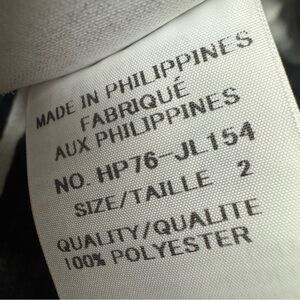 MADE IN PHILIPPINES
FABRIQUÉ
AUX PHILIPPINES
NO. HP76-JL154
SIZE/TAILLE 2
QUALITY/QUALITE
100% POLYESTER